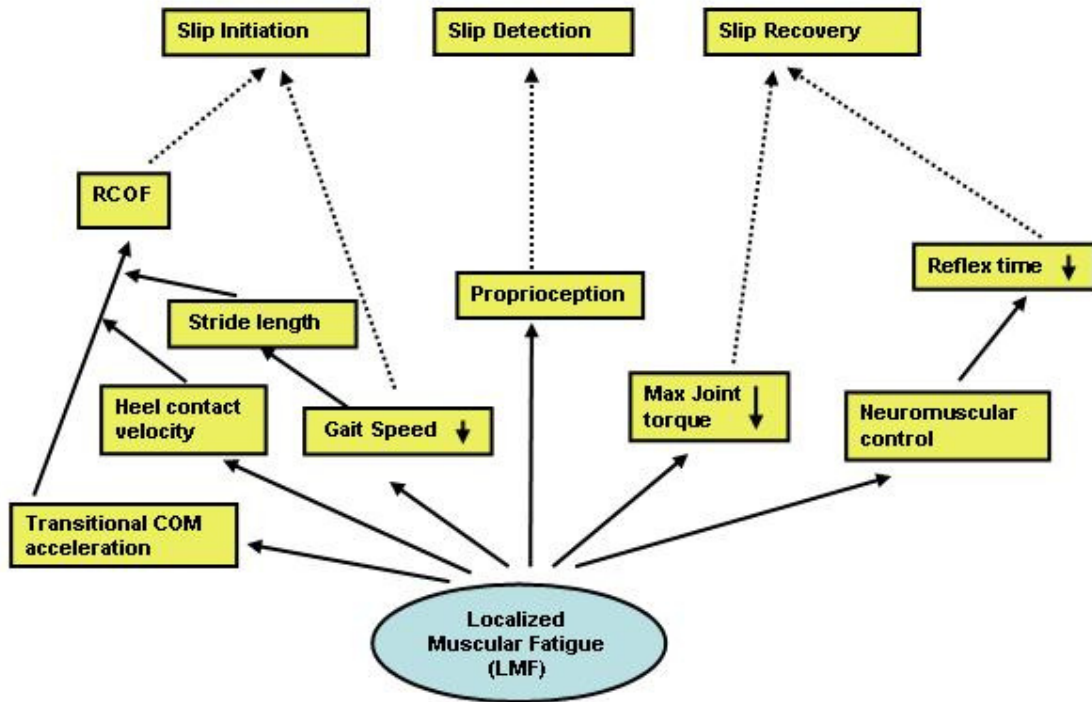 Slip Initiation
Slip Detection
Slip Recovery
RCOF
Reflex time
Proprioception
Stride length
Max Joint
torque
Heel contact
velocity
Gait Speed
Neuromuscular
control
Transitional COM
acceleration
Localized
Muscular Fatigue
(LMF)